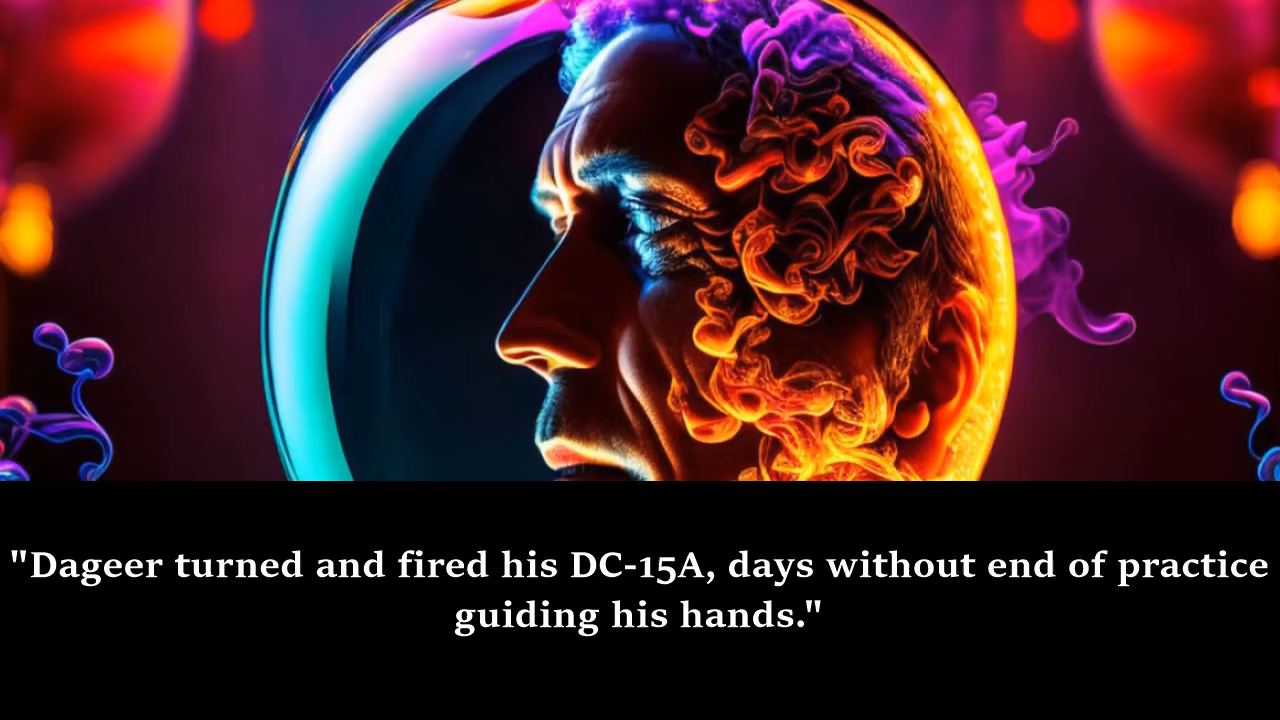 "Dageer turned and fired his DC-15A, days without end of practice
guiding his hands."